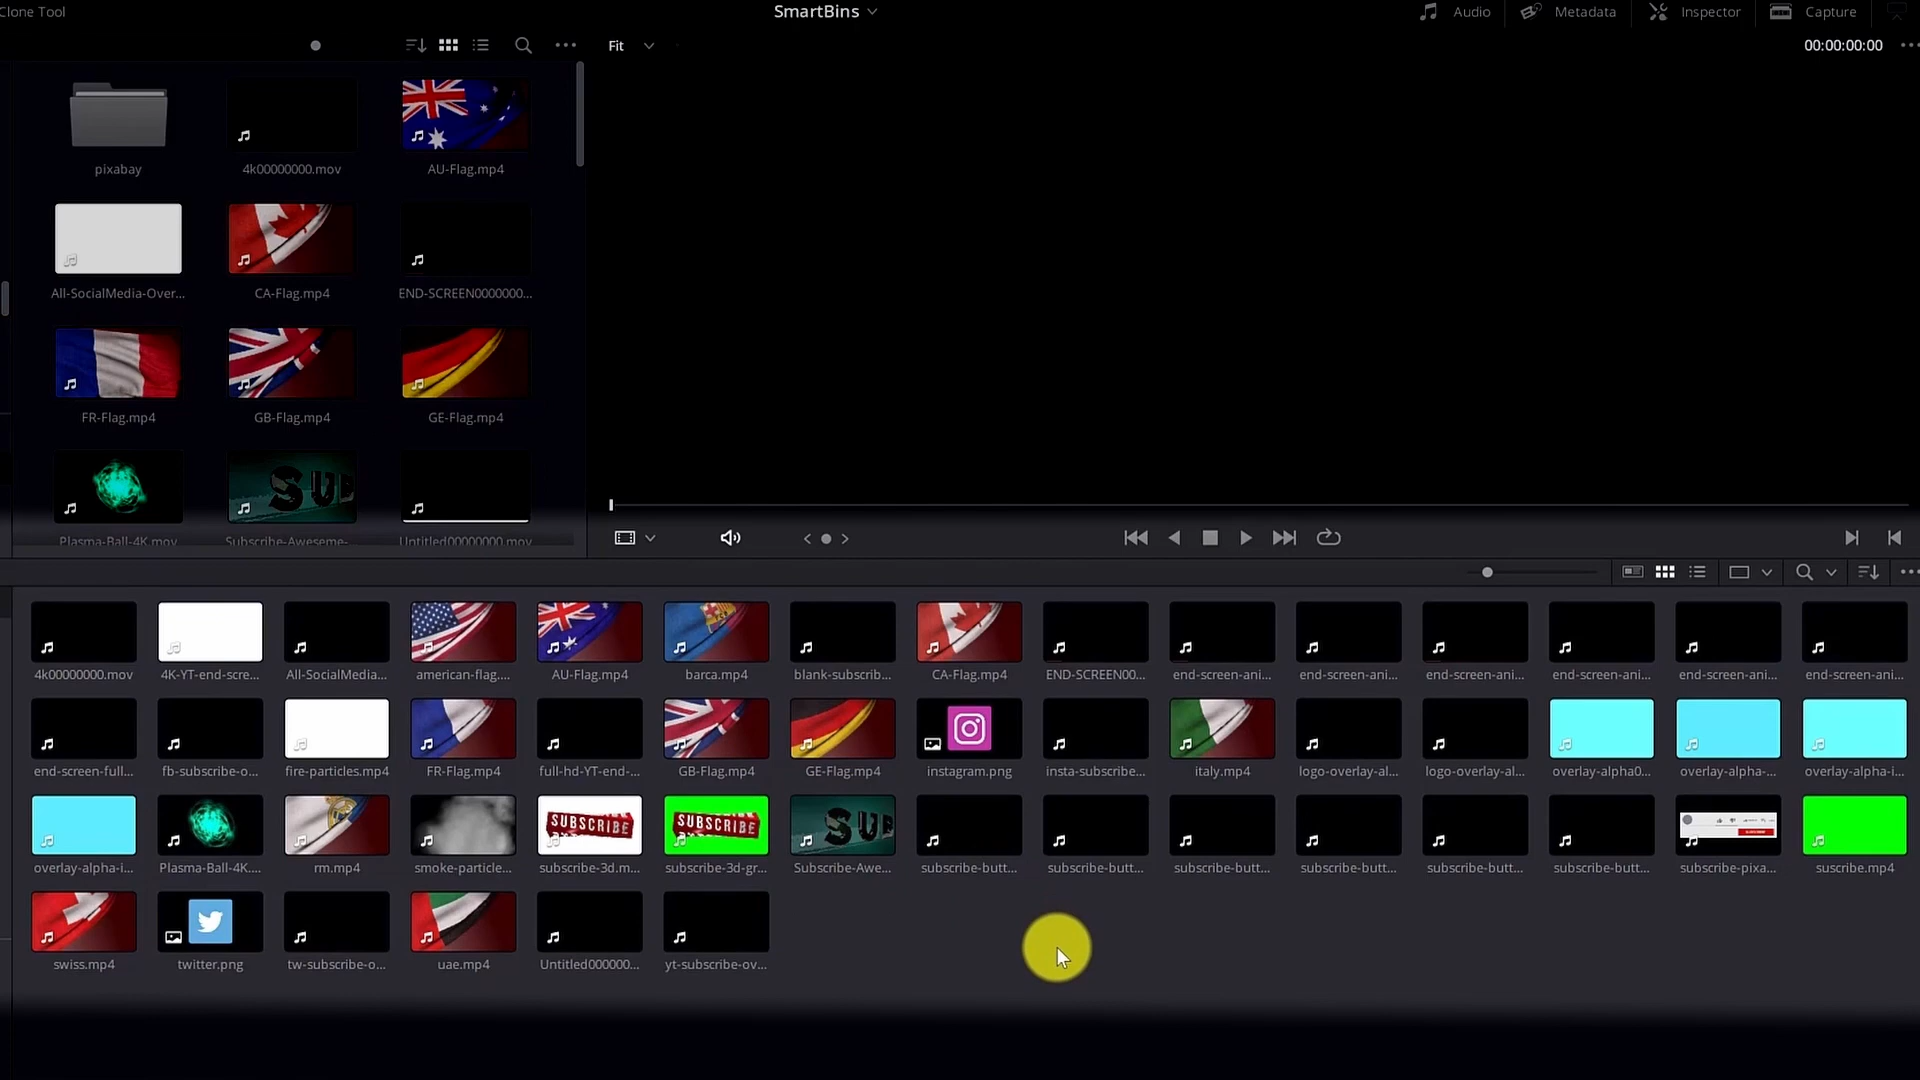 Clone Tool
SmartBins
Audio
Metadata
Inspector
Capture
Fit
00:00:00:00
pixabay
4k00000000.mov
AU-Flag.mp4
All-SocialMedia-Over...
CA-Flag.mp4
END-SCREEN0000000...
FR-Flag.mp4
GB-Flag.mp4
GE-Flag.mp4
SUB
Plasma-Ball-4K.mov
Subscribe-Aweseme-
Untitled00000000.mov
4k00000000.mov
4K-YT-end-scre...
All-SocialMedia...
american-flag....
AU-Flag.mp4
barca.mp4
blank-subscrib...
CA-Flag.mp4
END-SCREEN00...
end-screen-ani...
end-screen-ani...
end-screen-ani...
end-screen-ani...
end-screen-ani...
end-screen-ani...
end-screen-full...
fb-subscribe-o...
fire-particles.mp4
FR-Flag.mp4
full-hd-YT-end-...
GB-Flag.mp4
GE-Flag.mp4
instagram.png
insta-subscribe...
italy.mp4
logo-overlay-al...
logo-overlay-al...
overlay-alpha0...
overlay-alpha-...
overlay-alpha-i...
SUBSCRIBE
SUBSCRIBE
SUB
overlay-alpha-i...
Plasma-Ball-4K....
rm.mp4
smoke-particle...
subscribe-3d.m...
subscribe-3d-gr...
Subscribe-Awe...
subscribe-butt...
subscribe-butt...
subscribe-butt...
subscribe-butt...
subscribe-butt...
subscribe-butt...
subscribe-pixa...
suscribe.mp4
swiss.mp4
twitter.png
tw-subscribe-o...
uae.mp4
Untitled000000...
yt-subscribe-ov...